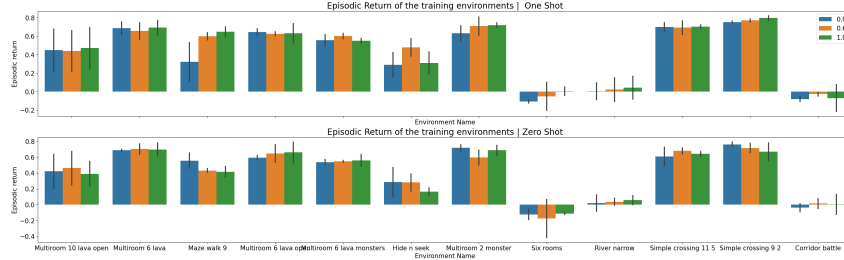 Episodic Return of the training environments | One Shot
0.8
0.6
0.4
0.2
0.0
−0.2
Episodic return
Environment Name
0.0
0.6
1.0
Episodic Return of the training environments | Zero Shot
0.8
0.6
0.4
0.2
0.0
−0.2
−0.4
Episodic return
Multiroom 10 lava open Multiroom 6 lava Maze walk 9 Multiroom 6 lava open Multiroom 6 lava monsters Hide n seek Multiroom 2 monster Six rooms River narrow Simple crossing 11 5 Simple crossing 9 2 Corridor battle
Environment Name